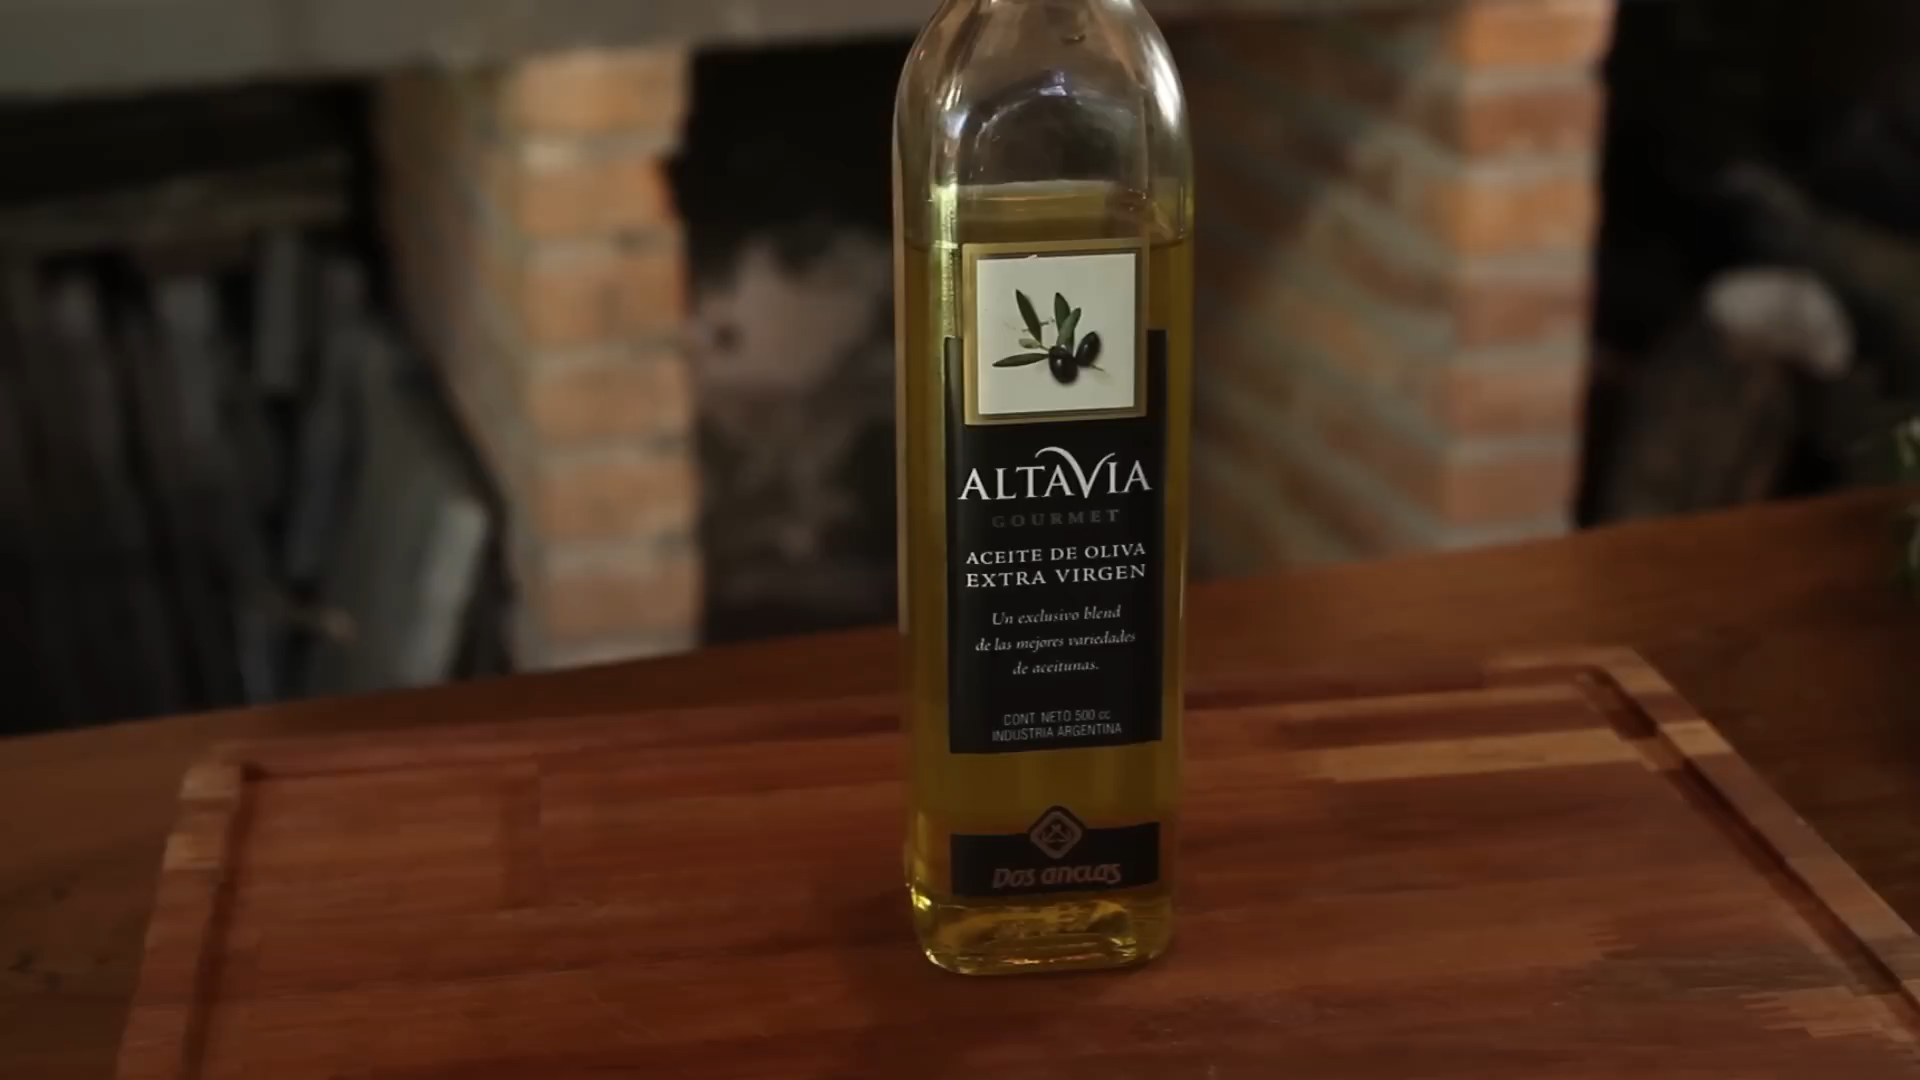 ALTAVIA
GOURMET
ACEITE DE OLIVA
EXTRA VIRGEN
Un exclusivo blend
de las mejores variedades
de aceitunas.
CONT. NETO 500 cc
INDUSTRIA ARGENTINA
Dos anclas